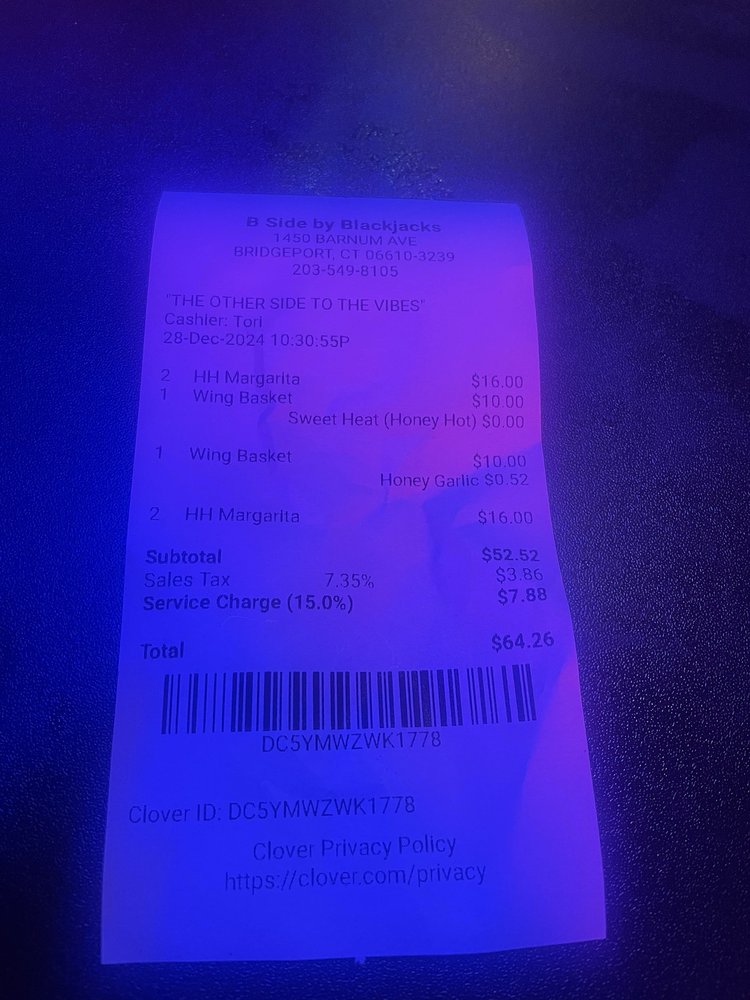 B Side by Blackjacks
1450 BARNUM AVE
BRIDGEPORT, CT 06610-3239
203-549-8105
"THE OTHER SIDE TO THE VIBES"
Cashier: Tori
28-Dec-2024 10:30:55P
2 HH Margarita $16.00
1 Wing Basket $10.00
Sweet Heat (Honey Hot) $0.00
1 Wing Basket $10.00
Honey Garlic $0.52
2 HH Margarita $16.00
Subtotal $52.52
Sales Tax 7.35% $3.86
Service Charge (15.0%) $7.88
Total $64.26
DC5YMWZWK1778
Clover ID: DC5YMWZWK1778
Clover Privacy Policy
https://clover.com/privacy